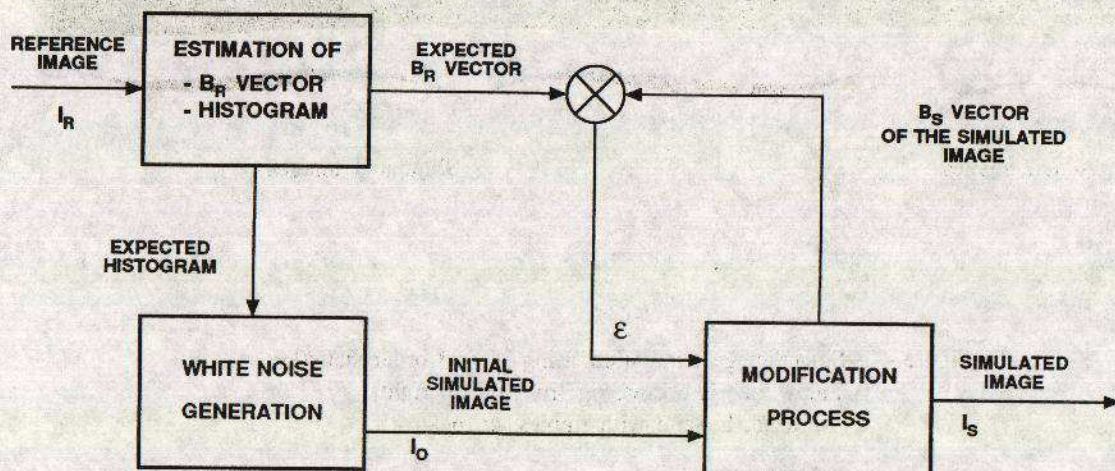 REFERENCE
IMAGE
I_R
ESTIMATION OF
- B_R VECTOR
- HISTOGRAM
EXPECTED
B_R VECTOR
B_S VECTOR
OF THE SIMULATED
IMAGE
EXPECTED
HISTOGRAM
WHITE NOISE
GENERATION
INITIAL
SIMULATED
IMAGE
I_O
ε
MODIFICATION
PROCESS
SIMULATED
IMAGE
I_S